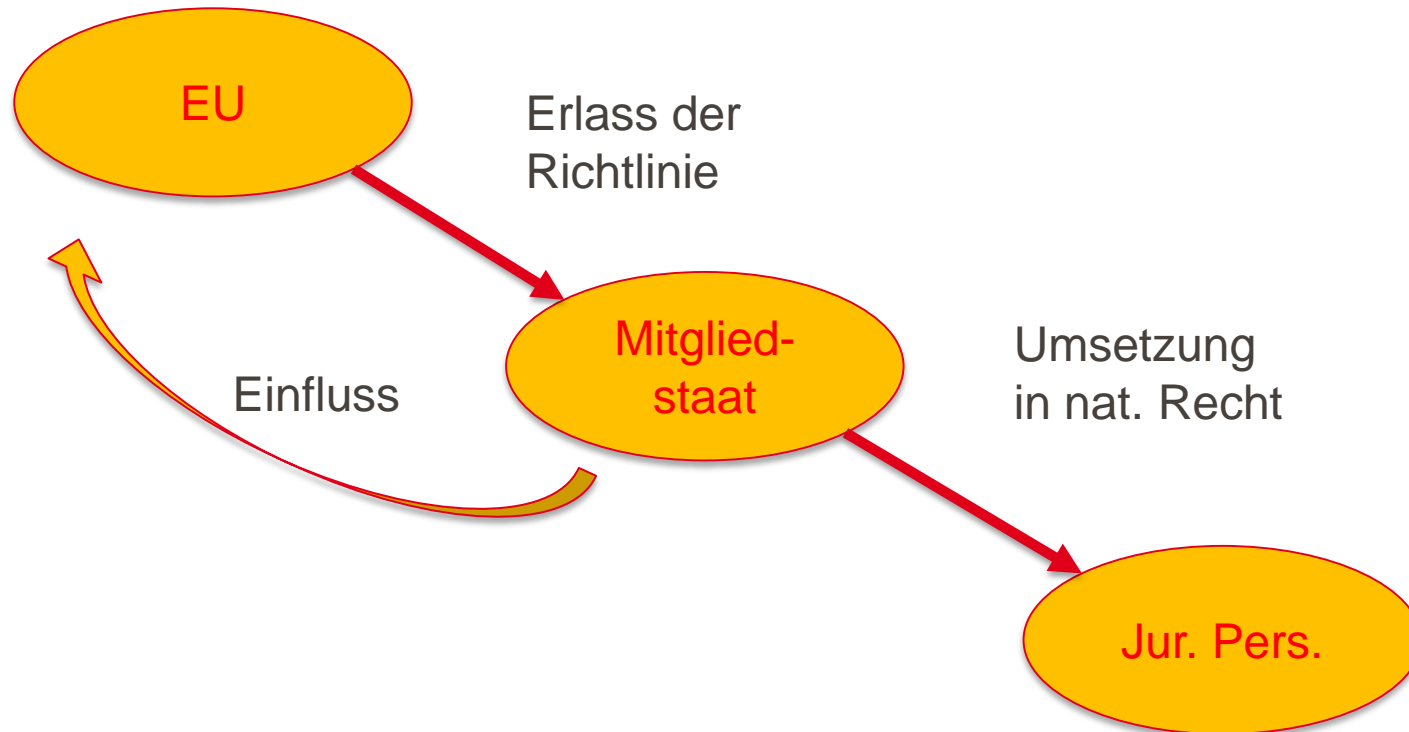 EU
Erlass der
Richtlinie
Mitglied-
staat
Einfluss
Umsetzung
in nat. Recht
Jur. Pers.